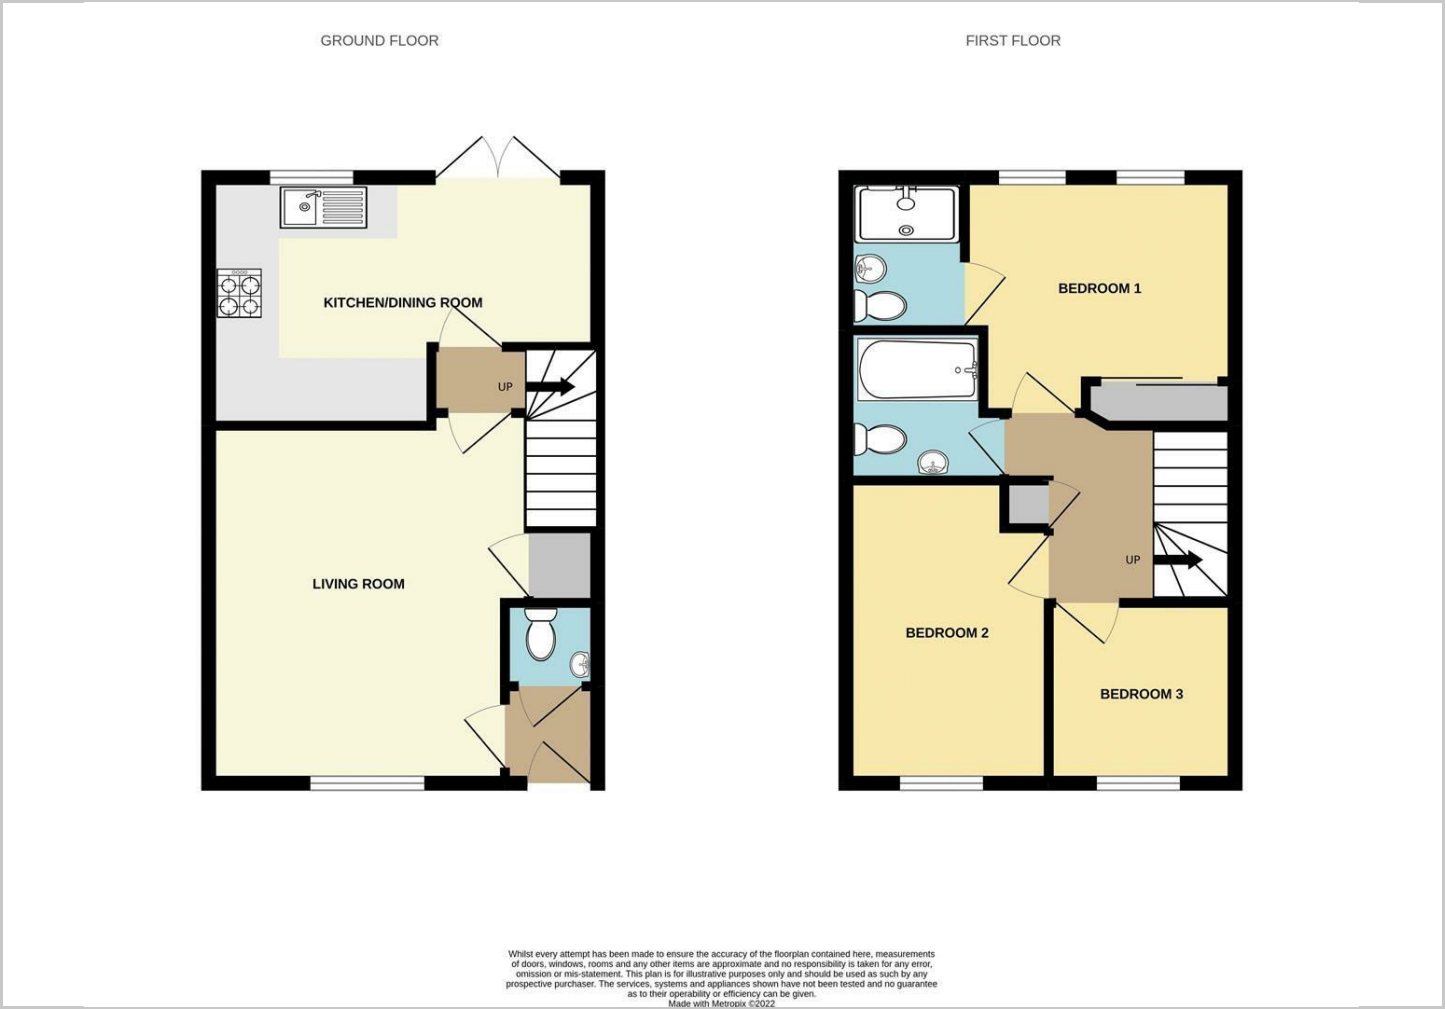 GROUND FLOOR
FIRST FLOOR
KITCHEN/DINING ROOM
UP
LIVING ROOM
BEDROOM 1
UP
BEDROOM 2
BEDROOM 3
Whilst every attempt has been made to ensure the accuracy of the floorplan contained here, measurements
of doors, windows, rooms and any other items are approximate and no responsibility is taken for any error,
omission or mis-statement. This plan is for illustrative purposes only and should be used as such by any
prospective purchaser. The services, systems and appliances shown have not been tested and no guarantee
as to their operability or efficiency can be given.
Made with Metropix ©2022